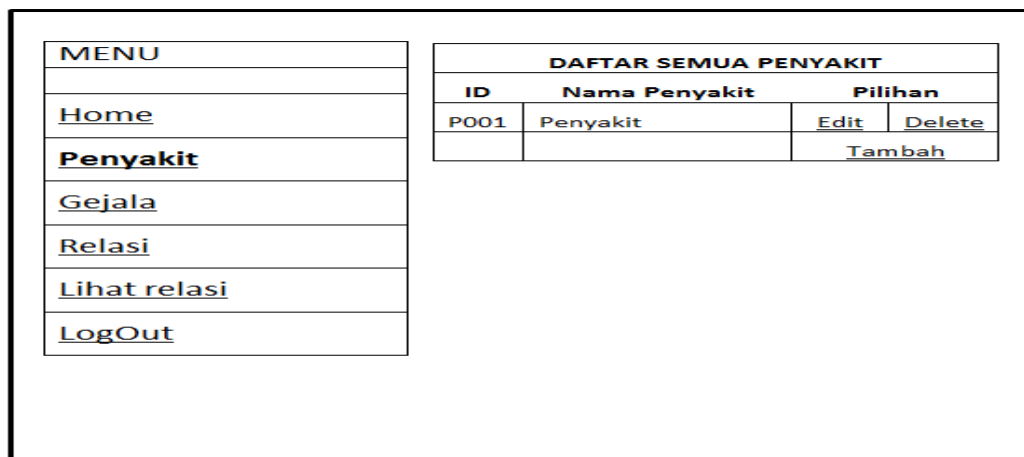 MENU
Home
Penyakit
Gejala
Relasi
Lihat relasi
LogOut
DAFTAR SEMUA PENYAKIT
ID Nama Penyakit Pilihan
P001 Penyakit Edit Delete
Tambah